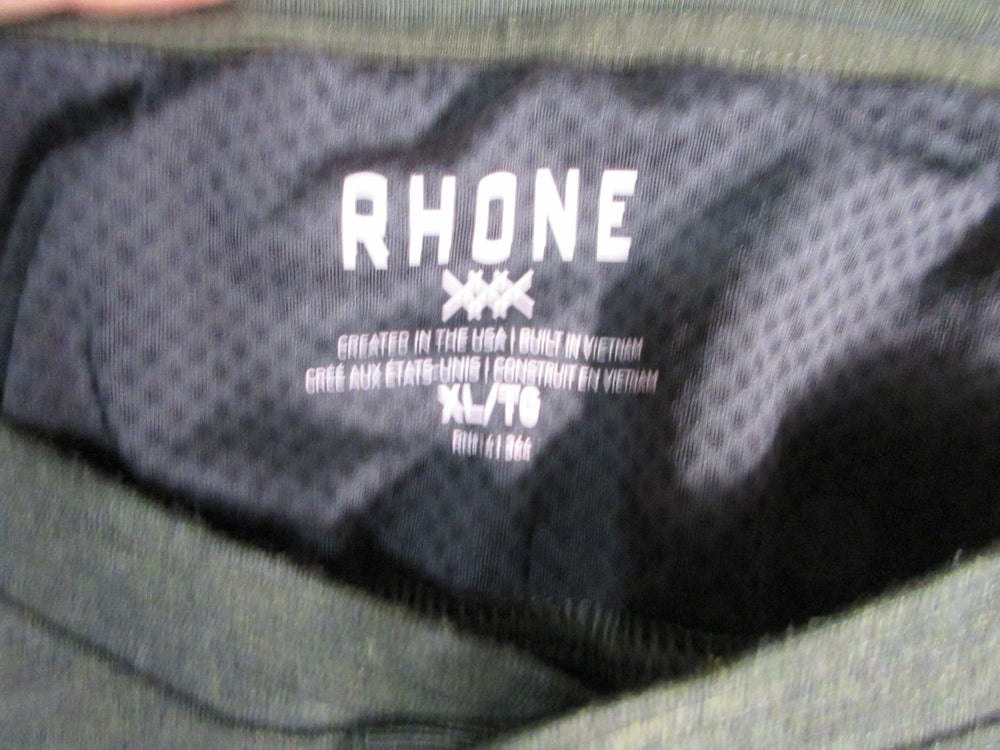 RHONE
CREATED IN THE USA | BUILT IN VIETNAM
CRÉÉ AUX ÉTATS-UNIS | CONSTRUIT EN VIETNAM
XL/TG